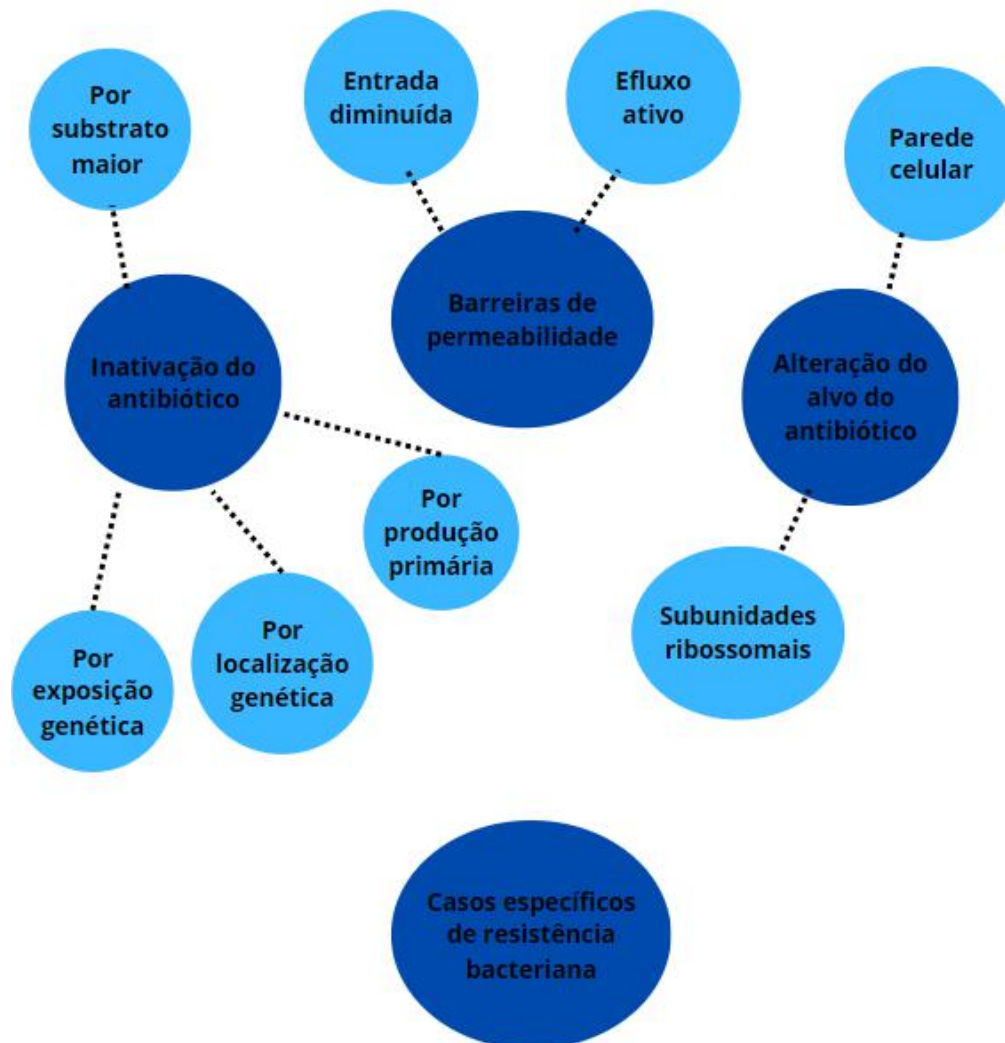 Por
substrato
maior
Entrada
diminuída
Efluxo
ativo
Parede
celular
Inativação do
antibiótico
Barreiras de
permeabilidade
Alteração do
alvo do
antibiótico
Por
produção
primária
Por
exposição
genética
Por
localização
genética
Subunidades
ribossomais
Casos específicos
de resistência
bacteriana